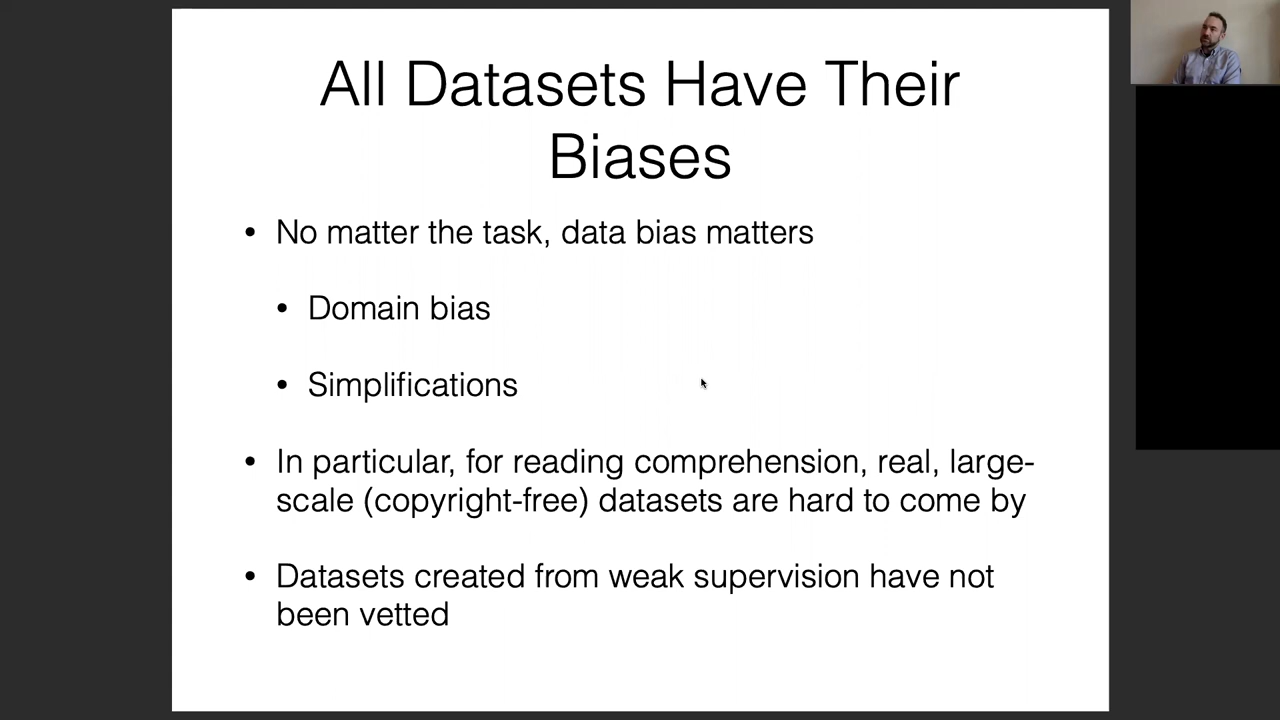 All Datasets Have Their
Biases
• No matter the task, data bias matters
• Domain bias
• Simplifications
• In particular, for reading comprehension, real, large-
scale (copyright-free) datasets are hard to come by
• Datasets created from weak supervision have not
been vetted